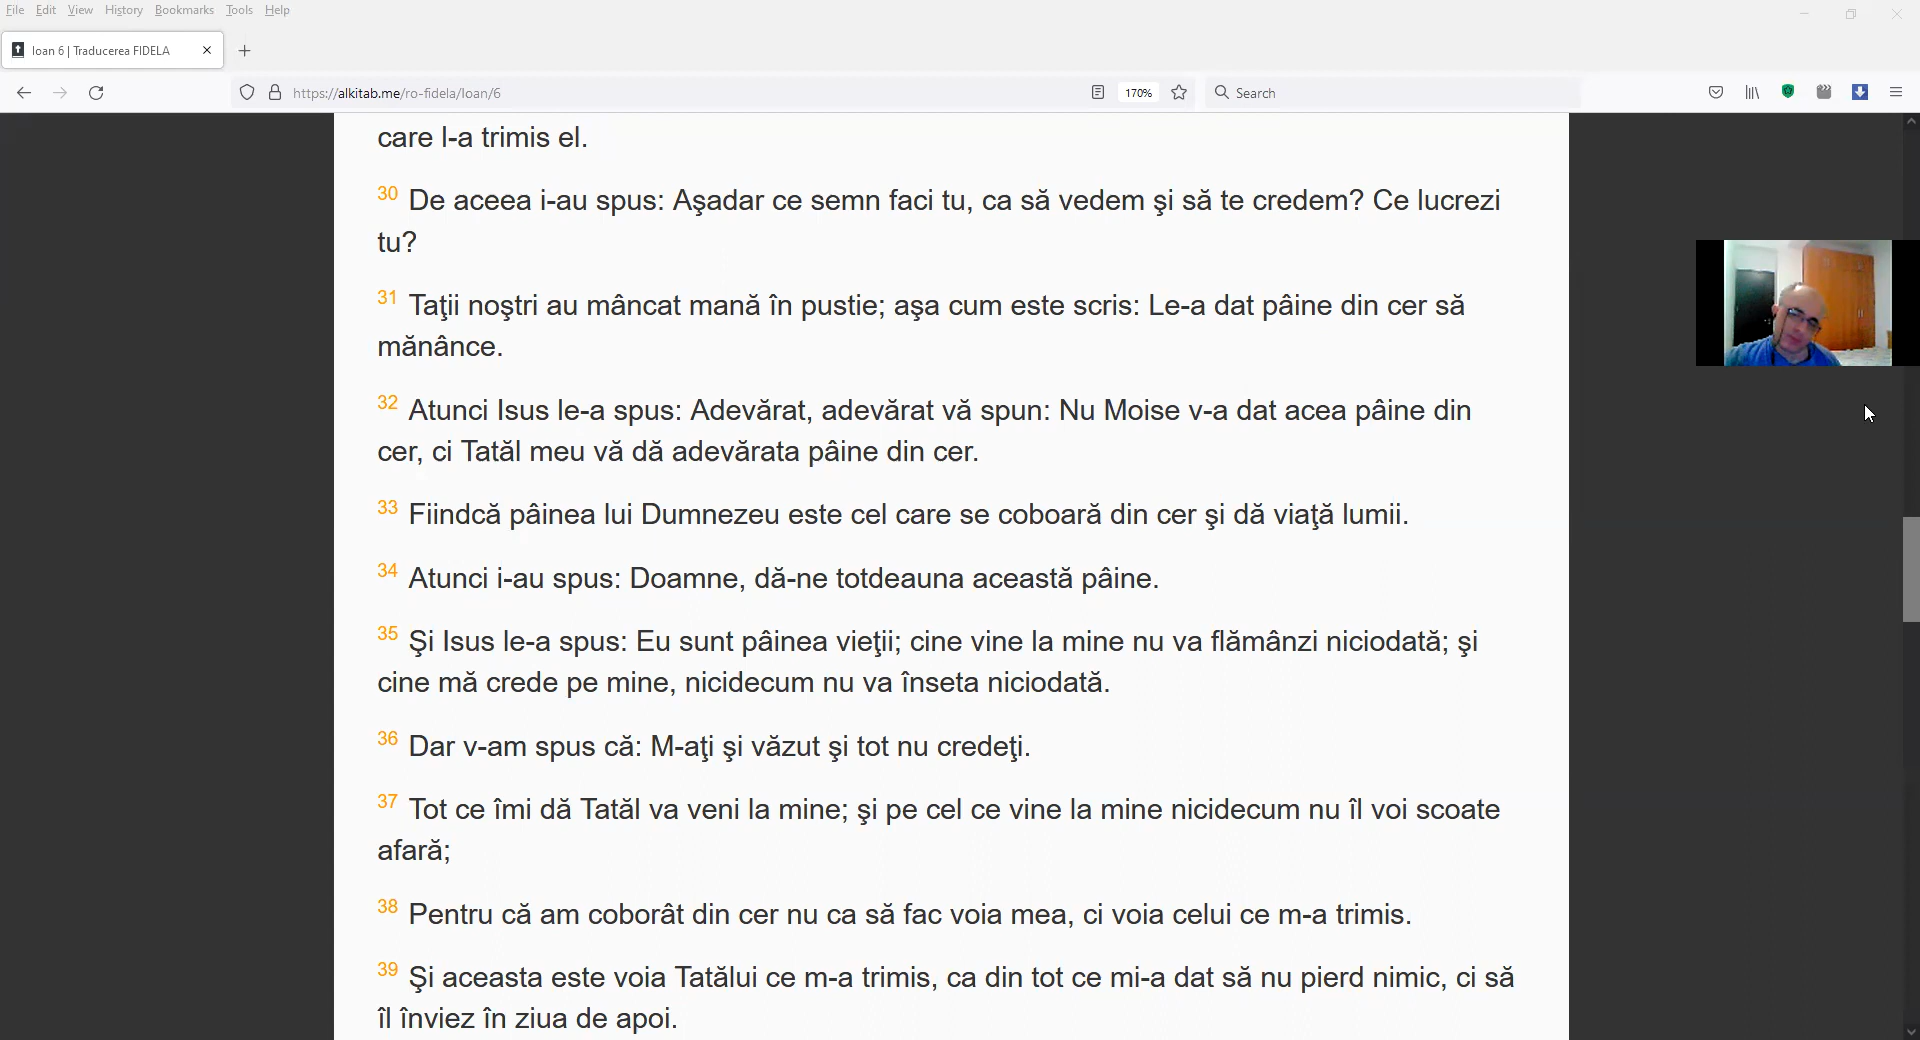 File Edit View History Bookmarks Tools Help
Ioan 6 | Traducerea FIDELA
https://alkitab.me/ro-fidela/Ioan/6
170%
Search
care l-a trimis el.
30 De aceea i-au spus: Aşadar ce semn faci tu, ca să vedem şi să te credem? Ce lucrezi
tu?
31 Taţii noştri au mâncat mană în pustie; aşa cum este scris: Le-a dat pâine din cer să
mănânce.
32 Atunci Isus le-a spus: Adevărat, adevărat vă spun: Nu Moise v-a dat acea pâine din
cer, ci Tatăl meu vă dă adevărata pâine din cer.
33 Fiindcă pâinea lui Dumnezeu este cel care se coboară din cer şi dă viaţă lumii.
34 Atunci i-au spus: Doamne, dă-ne totdeauna această pâine.
35 Şi Isus le-a spus: Eu sunt pâinea vieţii; cine vine la mine nu va flămânzi niciodată; şi
cine mă crede pe mine, nicidecum nu va înseta niciodată.
36 Dar v-am spus că: M-aţi şi văzut şi tot nu credeţi.
37 Tot ce îmi dă Tatăl va veni la mine; şi pe cel ce vine la mine nicidecum nu îl voi scoate
afară;
38 Pentru că am coborât din cer nu ca să fac voia mea, ci voia celui ce m-a trimis.
39 Şi aceasta este voia Tatălui ce m-a trimis, ca din tot ce mi-a dat să nu pierd nimic, ci să
îl înviez în ziua de apoi.